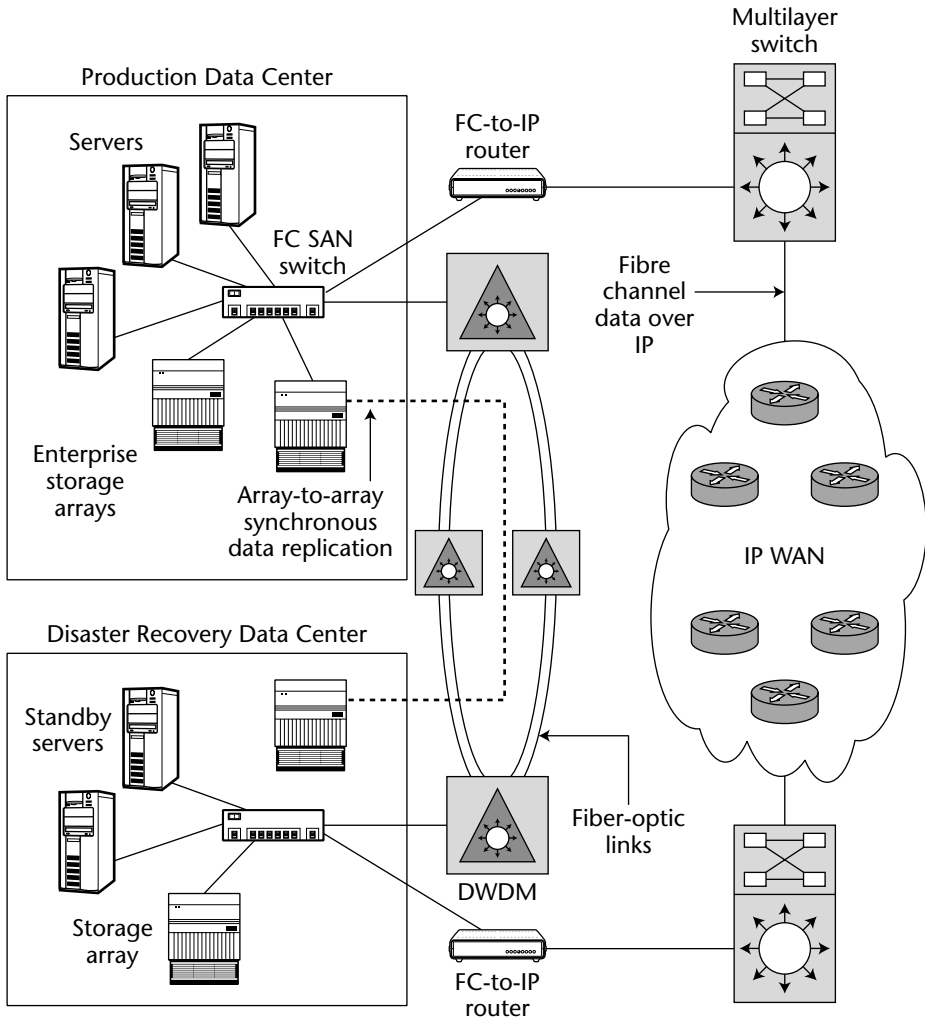 Multilayer
switch
Production Data Center
FC-to-IP
router
Servers
FC SAN
switch
Fibre
channel
data over
IP
Enterprise
storage
arrays
Array-to-array
synchronous
data replication
IP WAN
Disaster Recovery Data Center
Standby
servers
Fiber-optic
links
DWDM
Storage
array
FC-to-IP
router